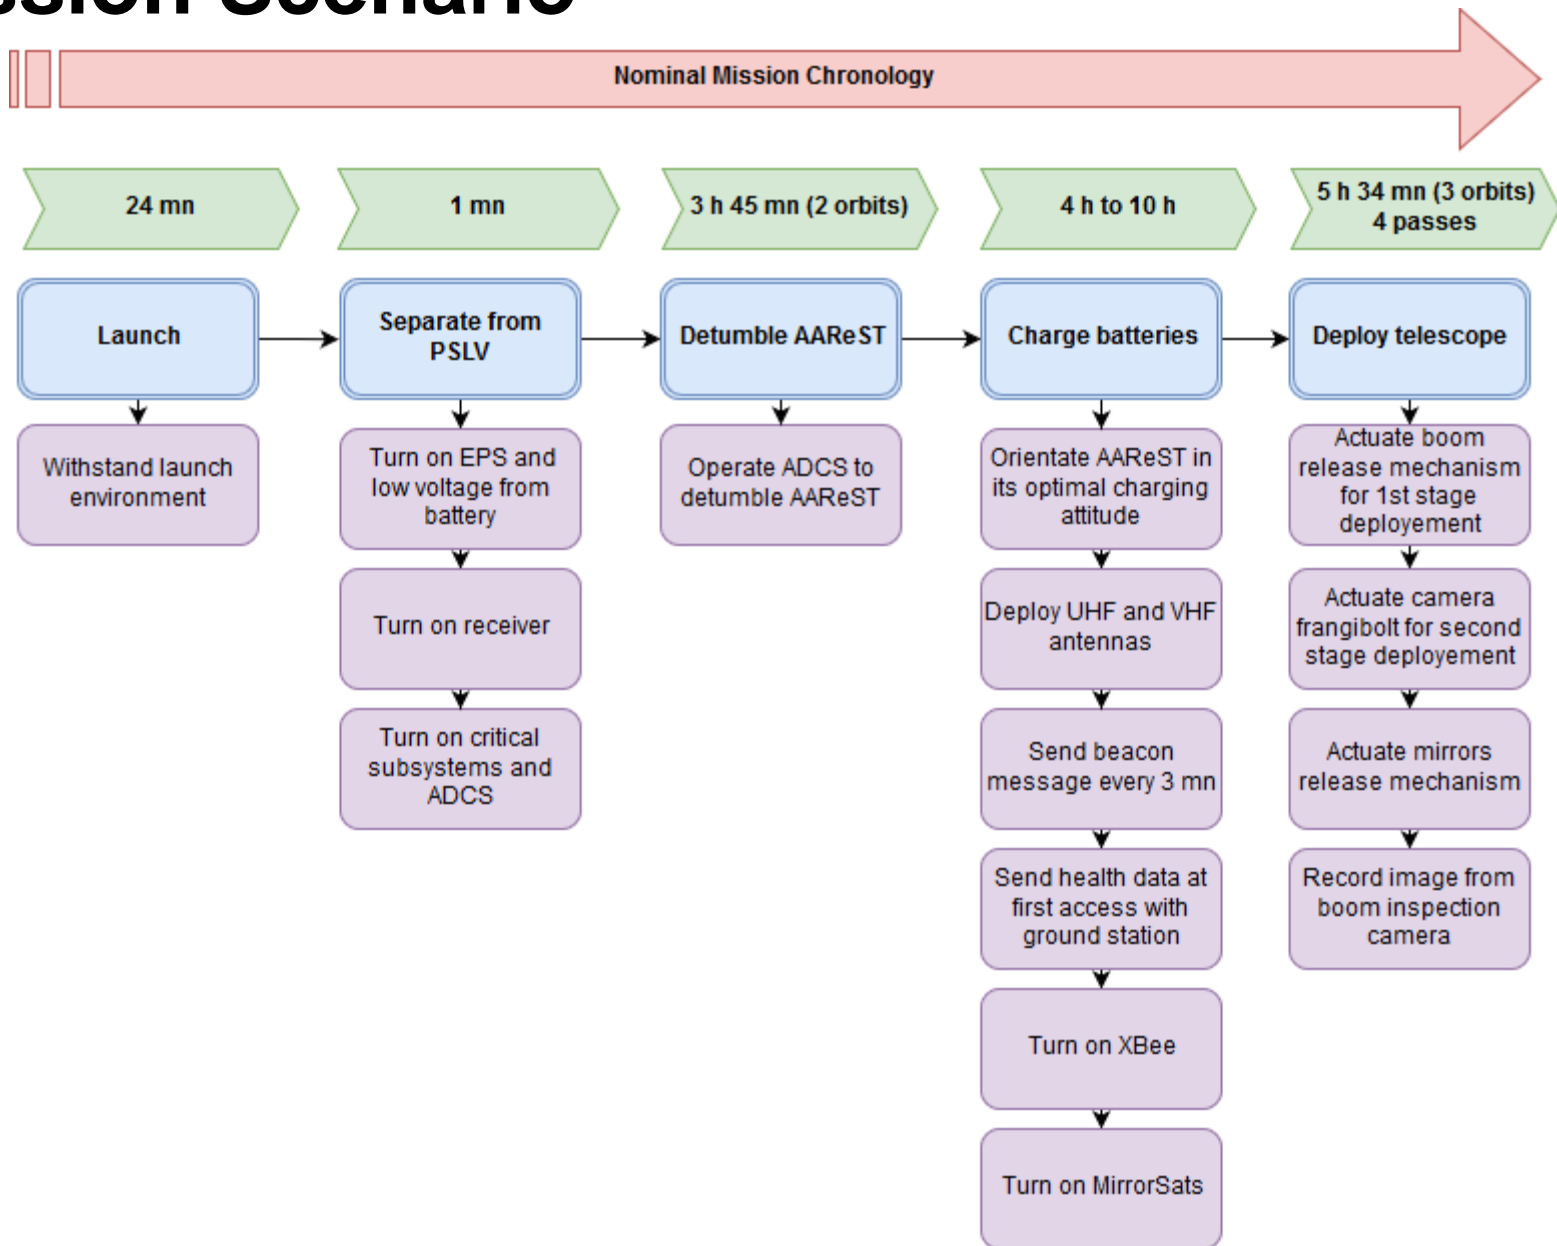 ssion Scenario
Nominal Mission Chronology
24 mn
1 mn
3 h 45 mn (2 orbits)
4 h to 10 h
5 h 34 mn (3 orbits)
4 passes
Launch
Separate from
PSLV
Detumble AAReST
Charge batteries
Deploy telescope
Withstand launch
environment
Turn on EPS and
low voltage from
battery
Turn on receiver
Turn on critical
subsystems and
ADCS
Operate ADCS to
detumble AAReST
Orientate AAReST in
its optimal charging
attitude
Deploy UHF and VHF
antennas
Send beacon
message every 3 mn
Send health data at
first access with
ground station
Turn on XBee
Turn on MirrorSats
Actuate boom
release mechanism
for 1st stage
deployement
Actuate camera
frangibolt for second
stage deployement
Actuate mirrors
release mechanism
Record image from
boom inspection
camera